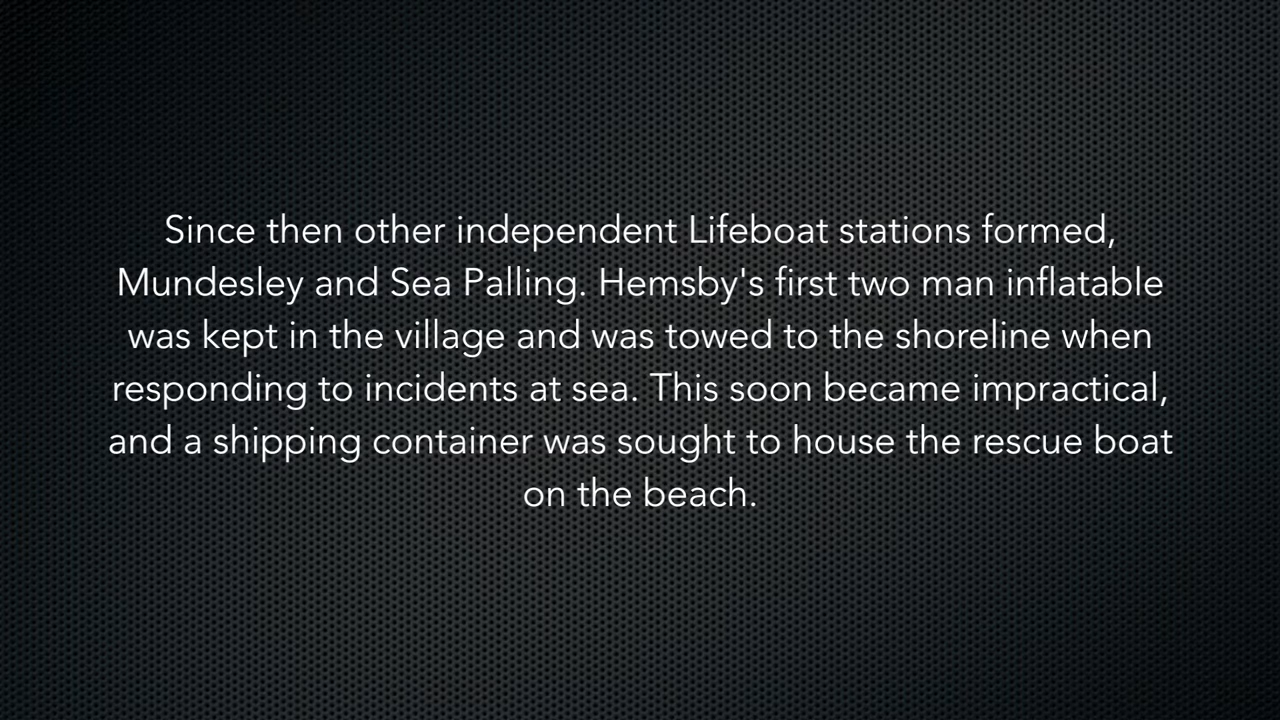 Since then other independent Lifeboat stations formed,
Mundesley and Sea Palling. Hemsby's first two man inflatable
was kept in the village and was towed to the shoreline when
responding to incidents at sea. This soon became impractical,
and a shipping container was sought to house the rescue boat
on the beach.